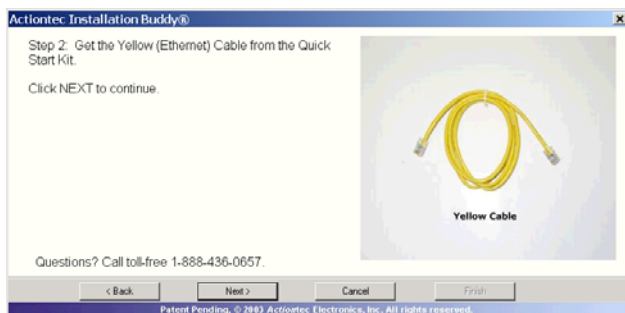 Actiontec Installation Buddy®
Step 2: Get the Yellow (Ethernet) Cable from the Quick
Start Kit.
Click NEXT to continue.
Yellow Cable
Questions? Call toll-free 1-888-436-0657.
< Back
Next >
Cancel
Finish
Patent Pending, © 2003 Actiontec Electronics, Inc. All rights reserved.